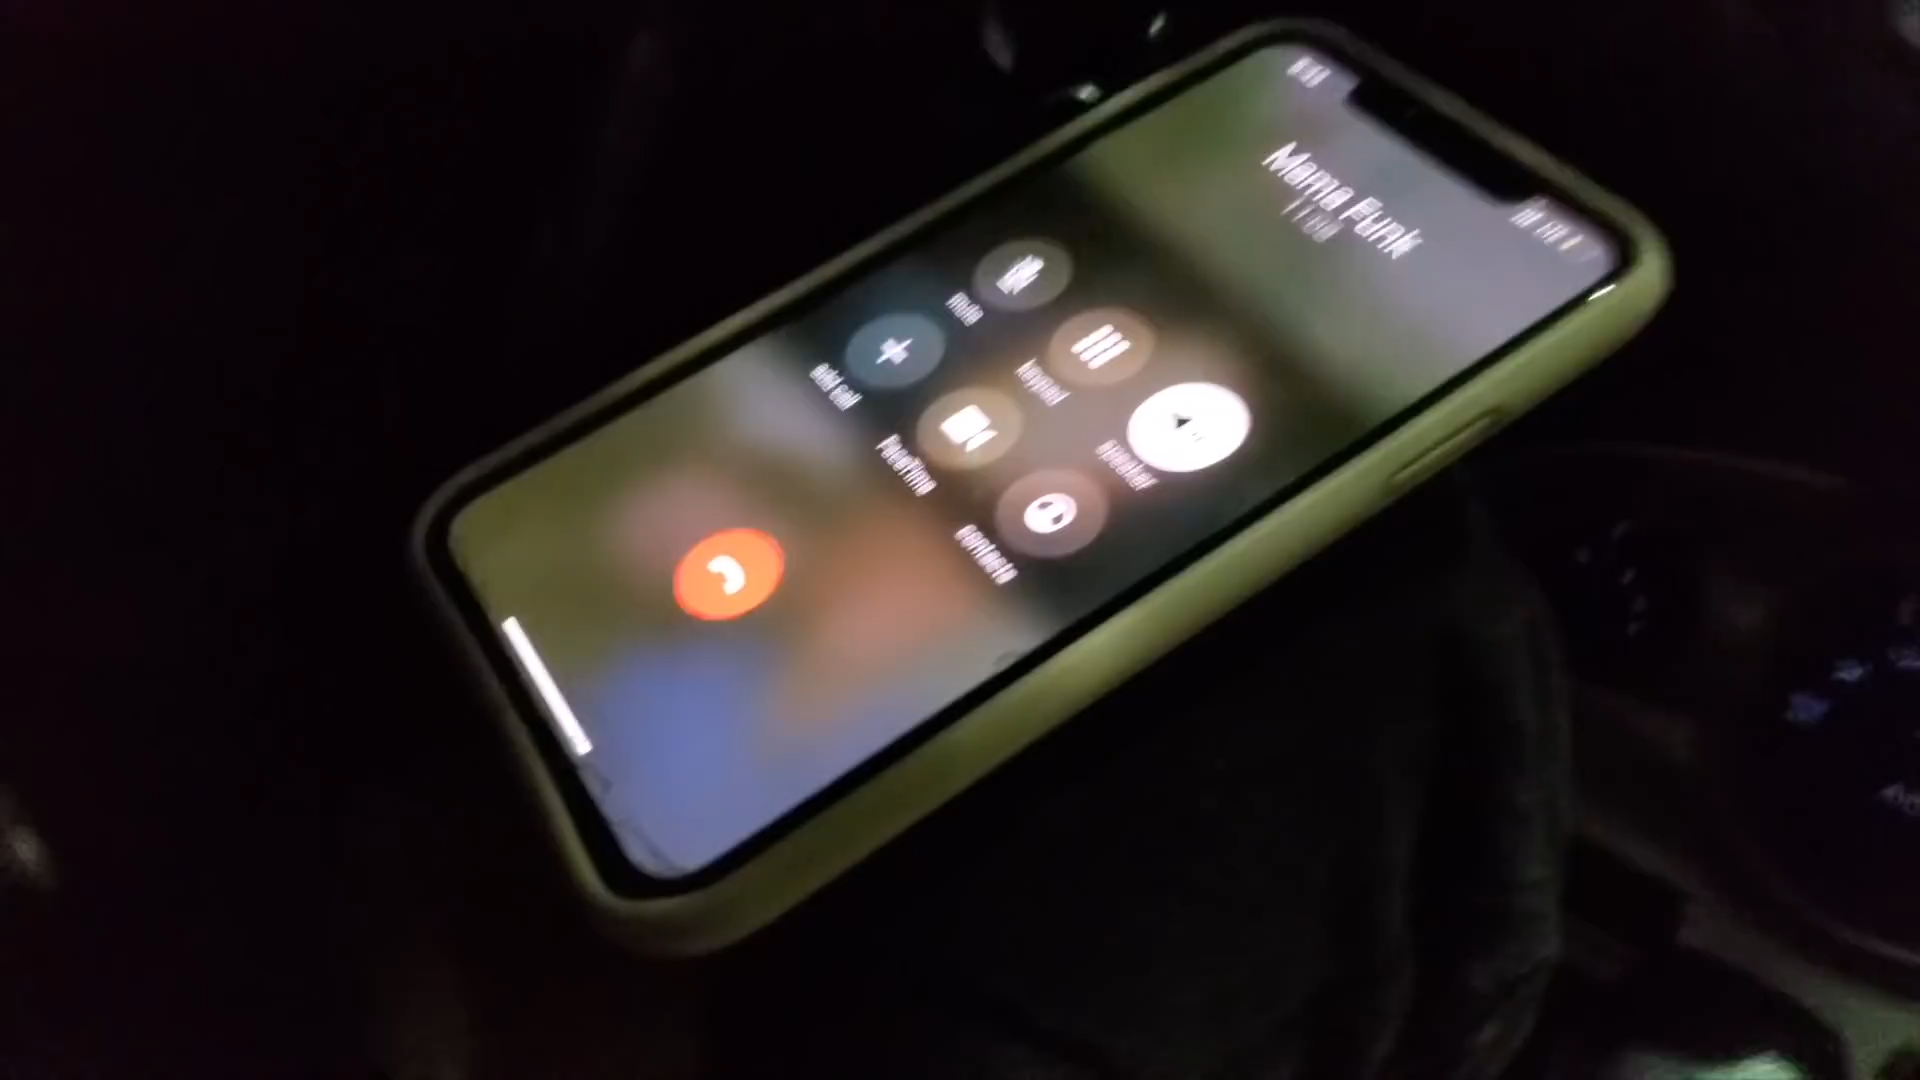 Mama Funk
mute
keypad
speaker
add call
FaceTime
contacts